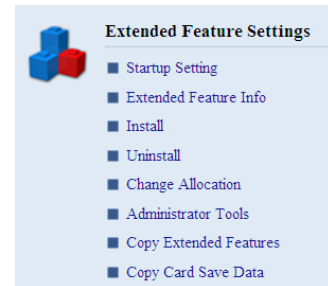 Extended Feature Settings
Startup Setting
Extended Feature Info
Install
Uninstall
Change Allocation
Administrator Tools
Copy Extended Features
Copy Card Save Data